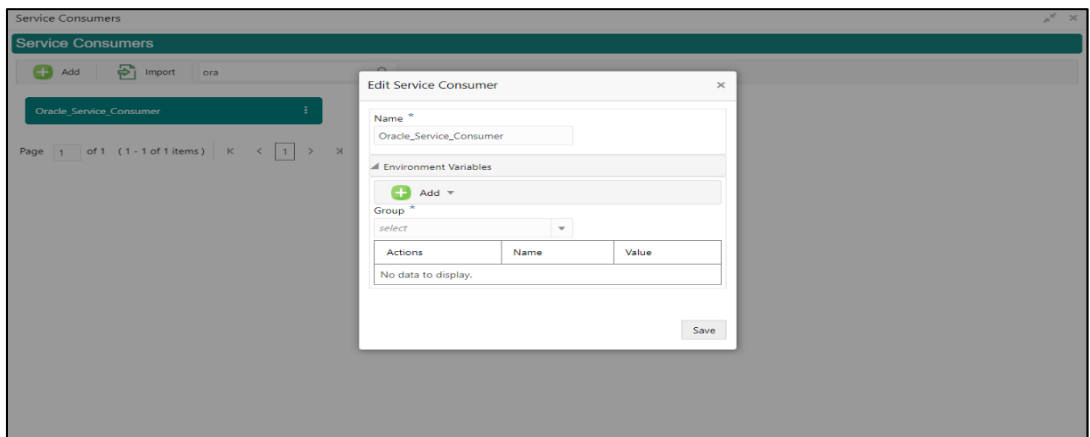 Service Consumers
Service Consumers
Add Import ora
Oracle_Service_Consumer
Page 1 of 1 (1 - 1 of 1 items) K < 1 > X
Edit Service Consumer ×
Name *
Oracle_Service_Consumer
Environment Variables
Add
Group *
select
Actions Name Value
No data to display.
Save